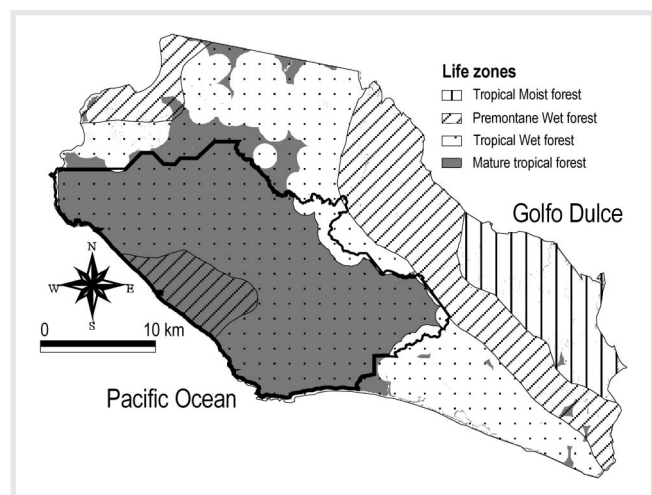 Life zones
Tropical Moist forest
Premontane Wet forest
Tropical Wet forest
Mature tropical forest
Golfo Dulce
N
W E
S
0 10 km
Pacific Ocean